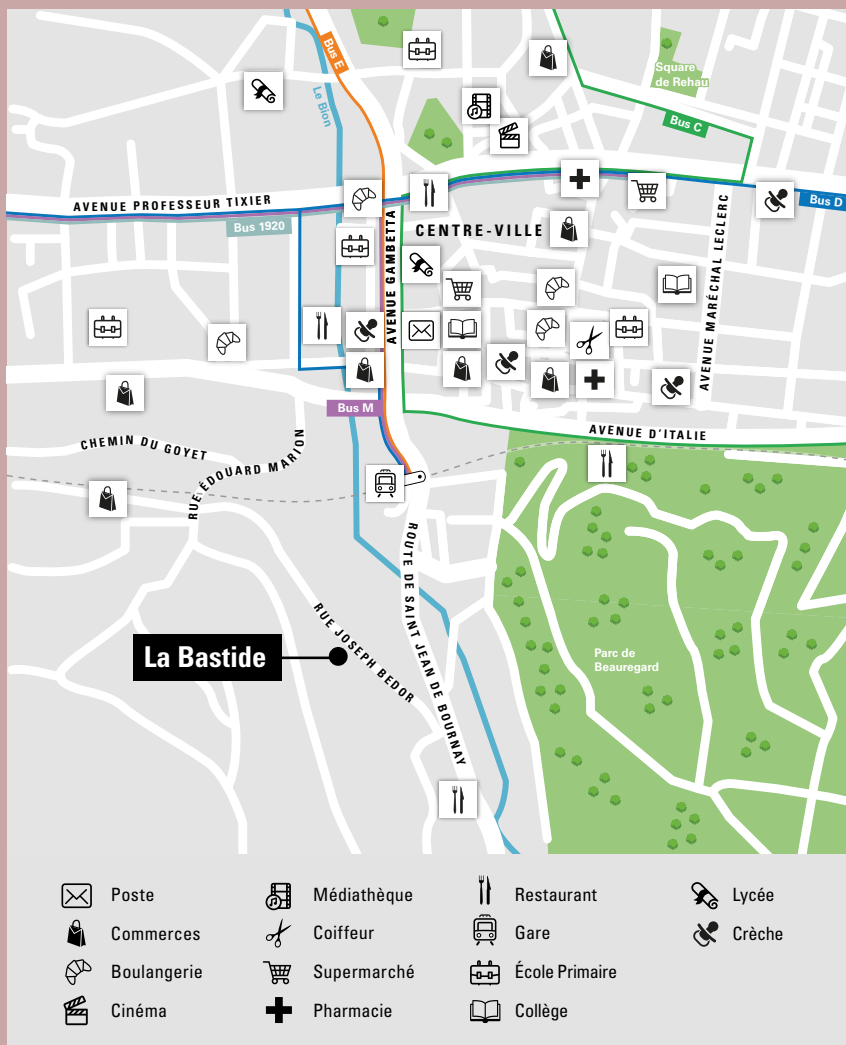 Bus E
Le Bion
Square
de Rehau
Bus C
AVENUE PROFESSEUR TIXIER
Bus D
Bus 1920
AVENUE GAMBETTA
CENTRE-VILLE
AVENUE MARÉCHAL LECLERC
Bus M
AVENUE D'ITALIE
CHEMIN DU GOYET
RUE ÉDOUARD MARION
ROUTE DE SAINT JEAN DE BOURNAY
RUE JOSEPH BEDOR
La Bastide
Parc de
Beauregard
Poste
Médiathèque
Restaurant
Lycée
Commerces
Coiffeur
Gare
Crèche
Boulangerie
Supermarché
École Primaire
Cinéma
Pharmacie
Collège